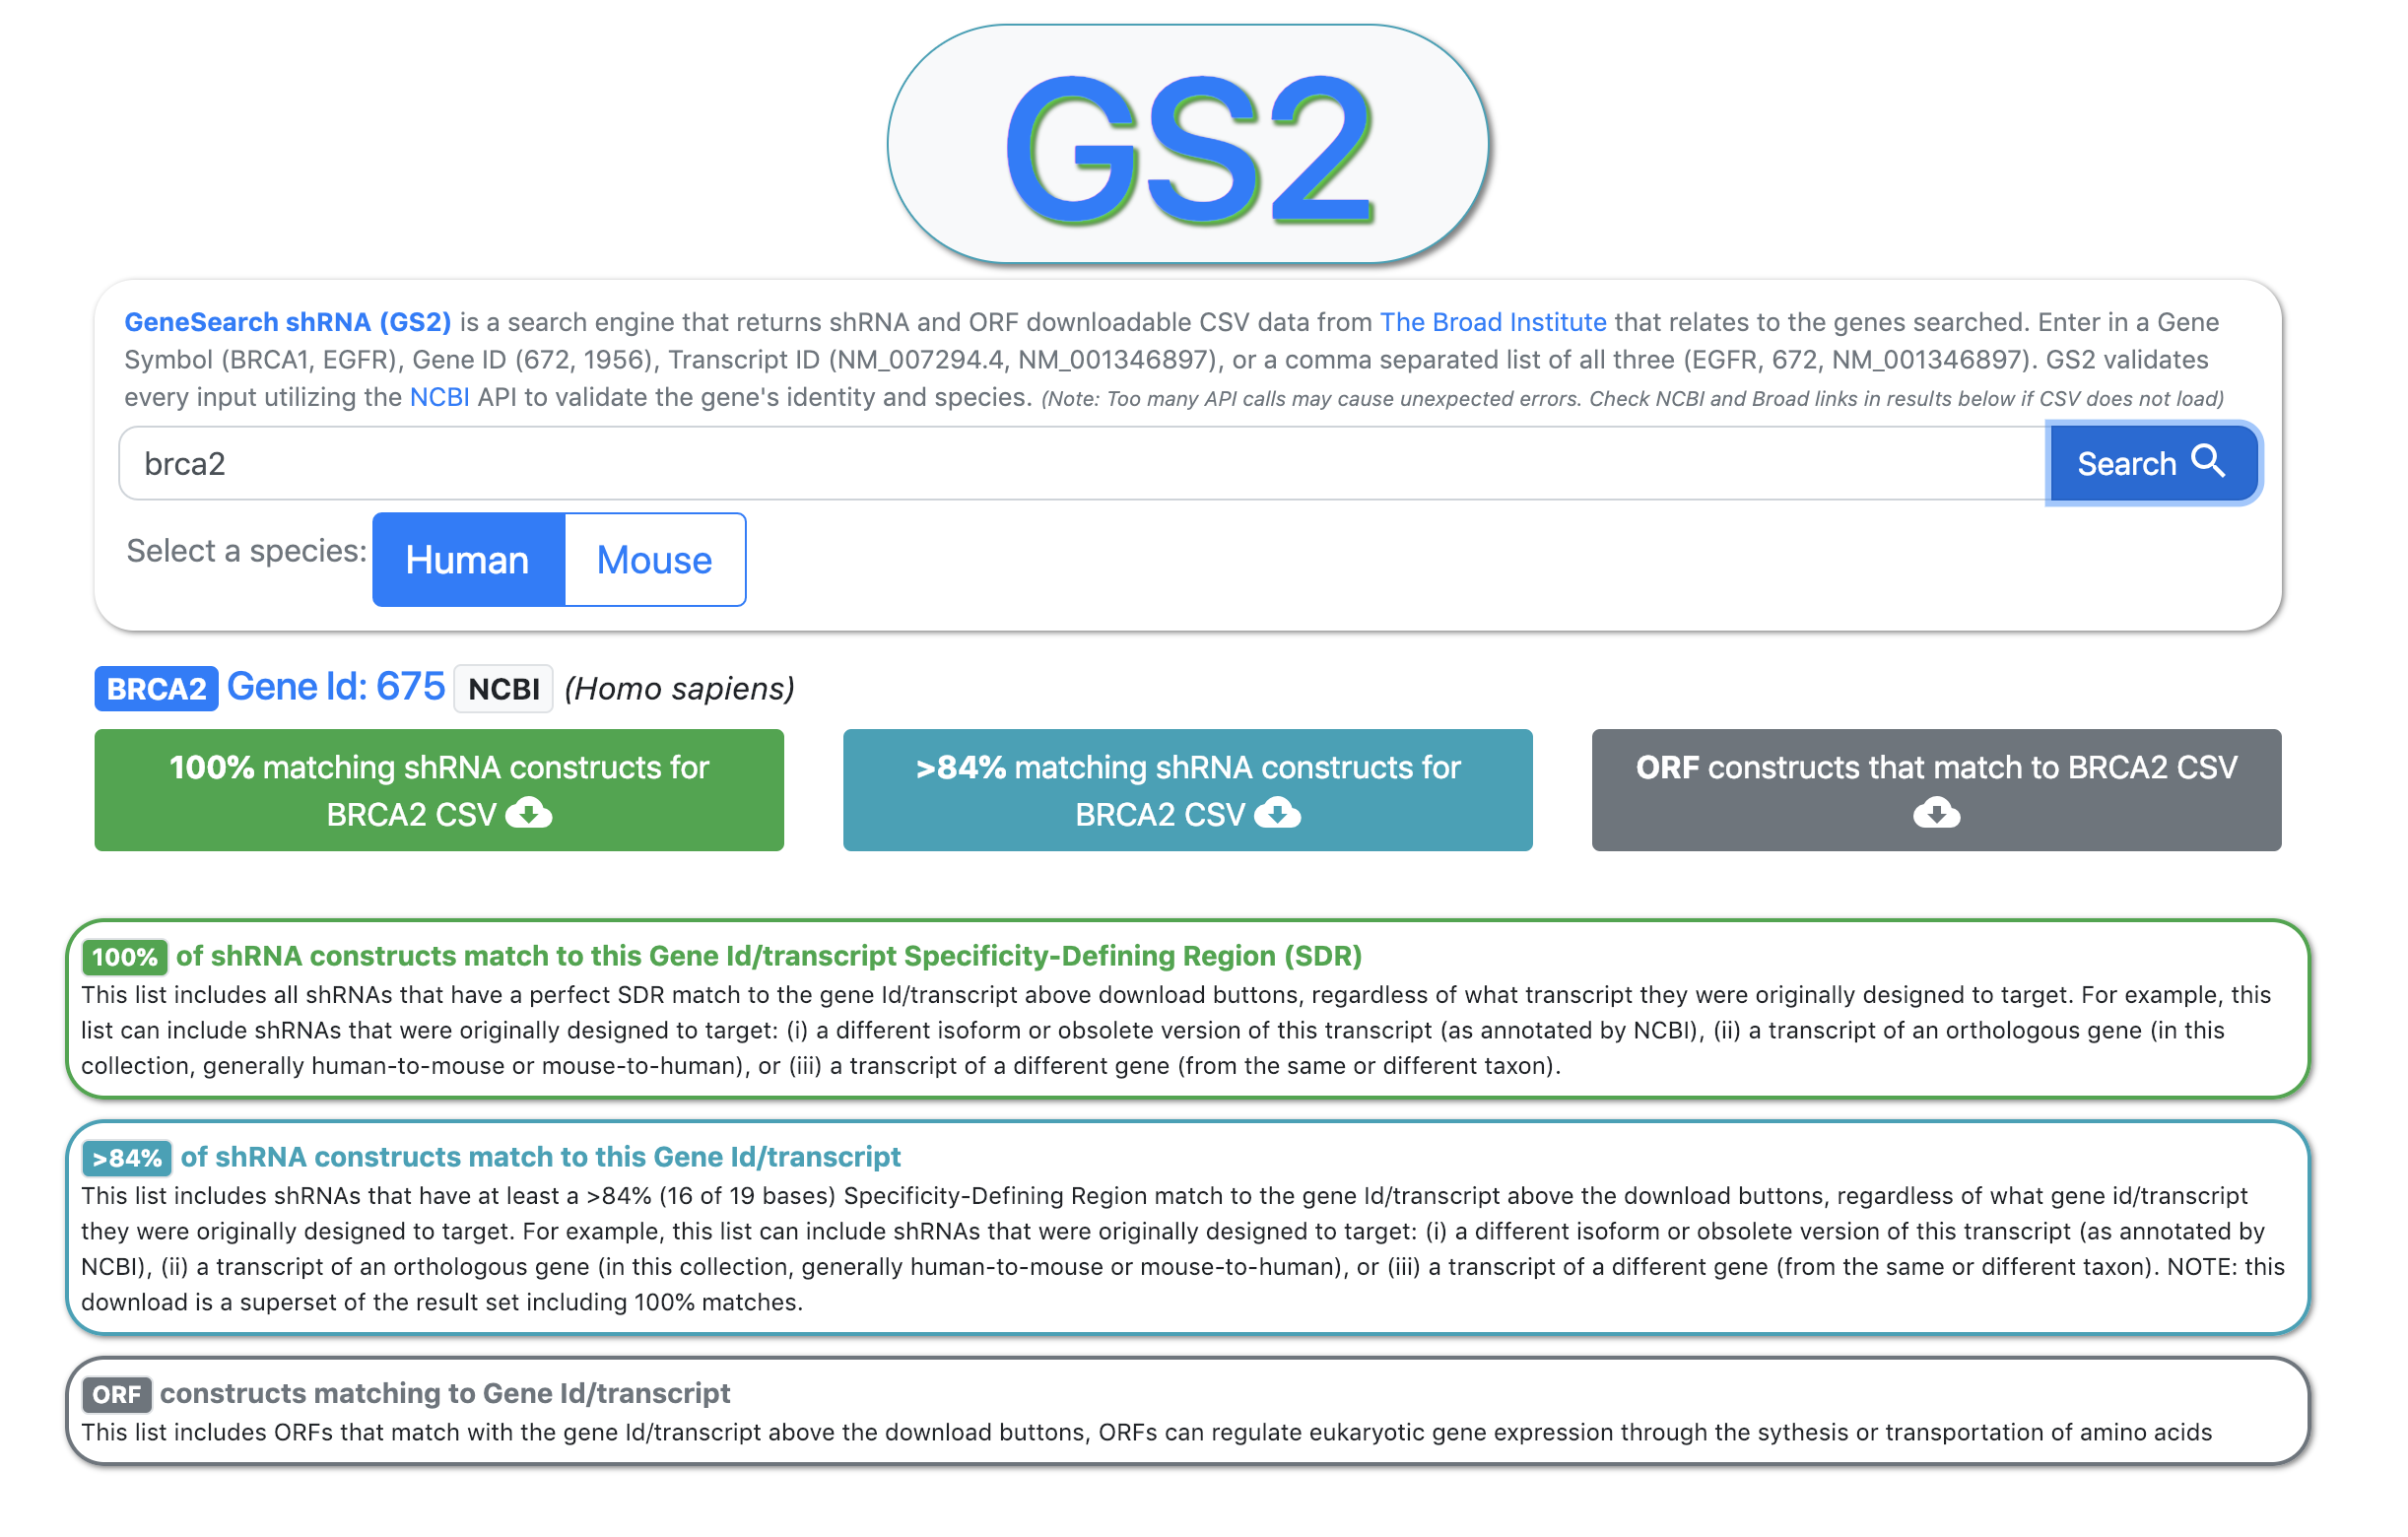 GS2
GeneSearch shRNA (GS2) is a search engine that returns shRNA and ORF downloadable CSV data from The Broad Institute that relates to the genes searched. Enter in a Gene
Symbol (BRCA1, EGFR), Gene ID (672, 1956), Transcript ID (NM_007294.4, NM_001346897), or a comma separated list of all three (EGFR, 672, NM_001346897). GS2 validates
every input utilizing the NCBI API to validate the gene's identity and species. (Note: Too many API calls may cause unexpected errors. Check NCBI and Broad links in results below if CSV does not load)
brca2
Search
Select a species:
Human
Mouse
BRCA2 Gene Id: 675 NCBI (Homo sapiens)
100% matching shRNA constructs for
BRCA2 CSV
>84% matching shRNA constructs for
BRCA2 CSV
ORF constructs that match to BRCA2 CSV
100% of shRNA constructs match to this Gene Id/transcript Specificity-Defining Region (SDR)
This list includes all shRNAs that have a perfect SDR match to the gene Id/transcript above download buttons, regardless of what transcript they were originally designed to target. For example, this
list can include shRNAs that were originally designed to target: (i) a different isoform or obsolete version of this transcript (as annotated by NCBI), (ii) a transcript of an orthologous gene (in this
collection, generally human-to-mouse or mouse-to-human), or (iii) a transcript of a different gene (from the same or different taxon).
>84% of shRNA constructs match to this Gene Id/transcript
This list includes shRNAs that have at least a >84% (16 of 19 bases) Specificity-Defining Region match to the gene Id/transcript above the download buttons, regardless of what gene id/transcript
they were originally designed to target. For example, this list can include shRNAs that were originally designed to target: (i) a different isoform or obsolete version of this transcript (as annotated by
NCBI), (ii) a transcript of an orthologous gene (in this collection, generally human-to-mouse or mouse-to-human), or (iii) a transcript of a different gene (from the same or different taxon). NOTE: this
download is a superset of the result set including 100% matches.
ORF constructs matching to Gene Id/transcript
This list includes ORFs that match with the gene Id/transcript above the download buttons, ORFs can regulate eukaryotic gene expression through the sythesis or transportation of amino acids